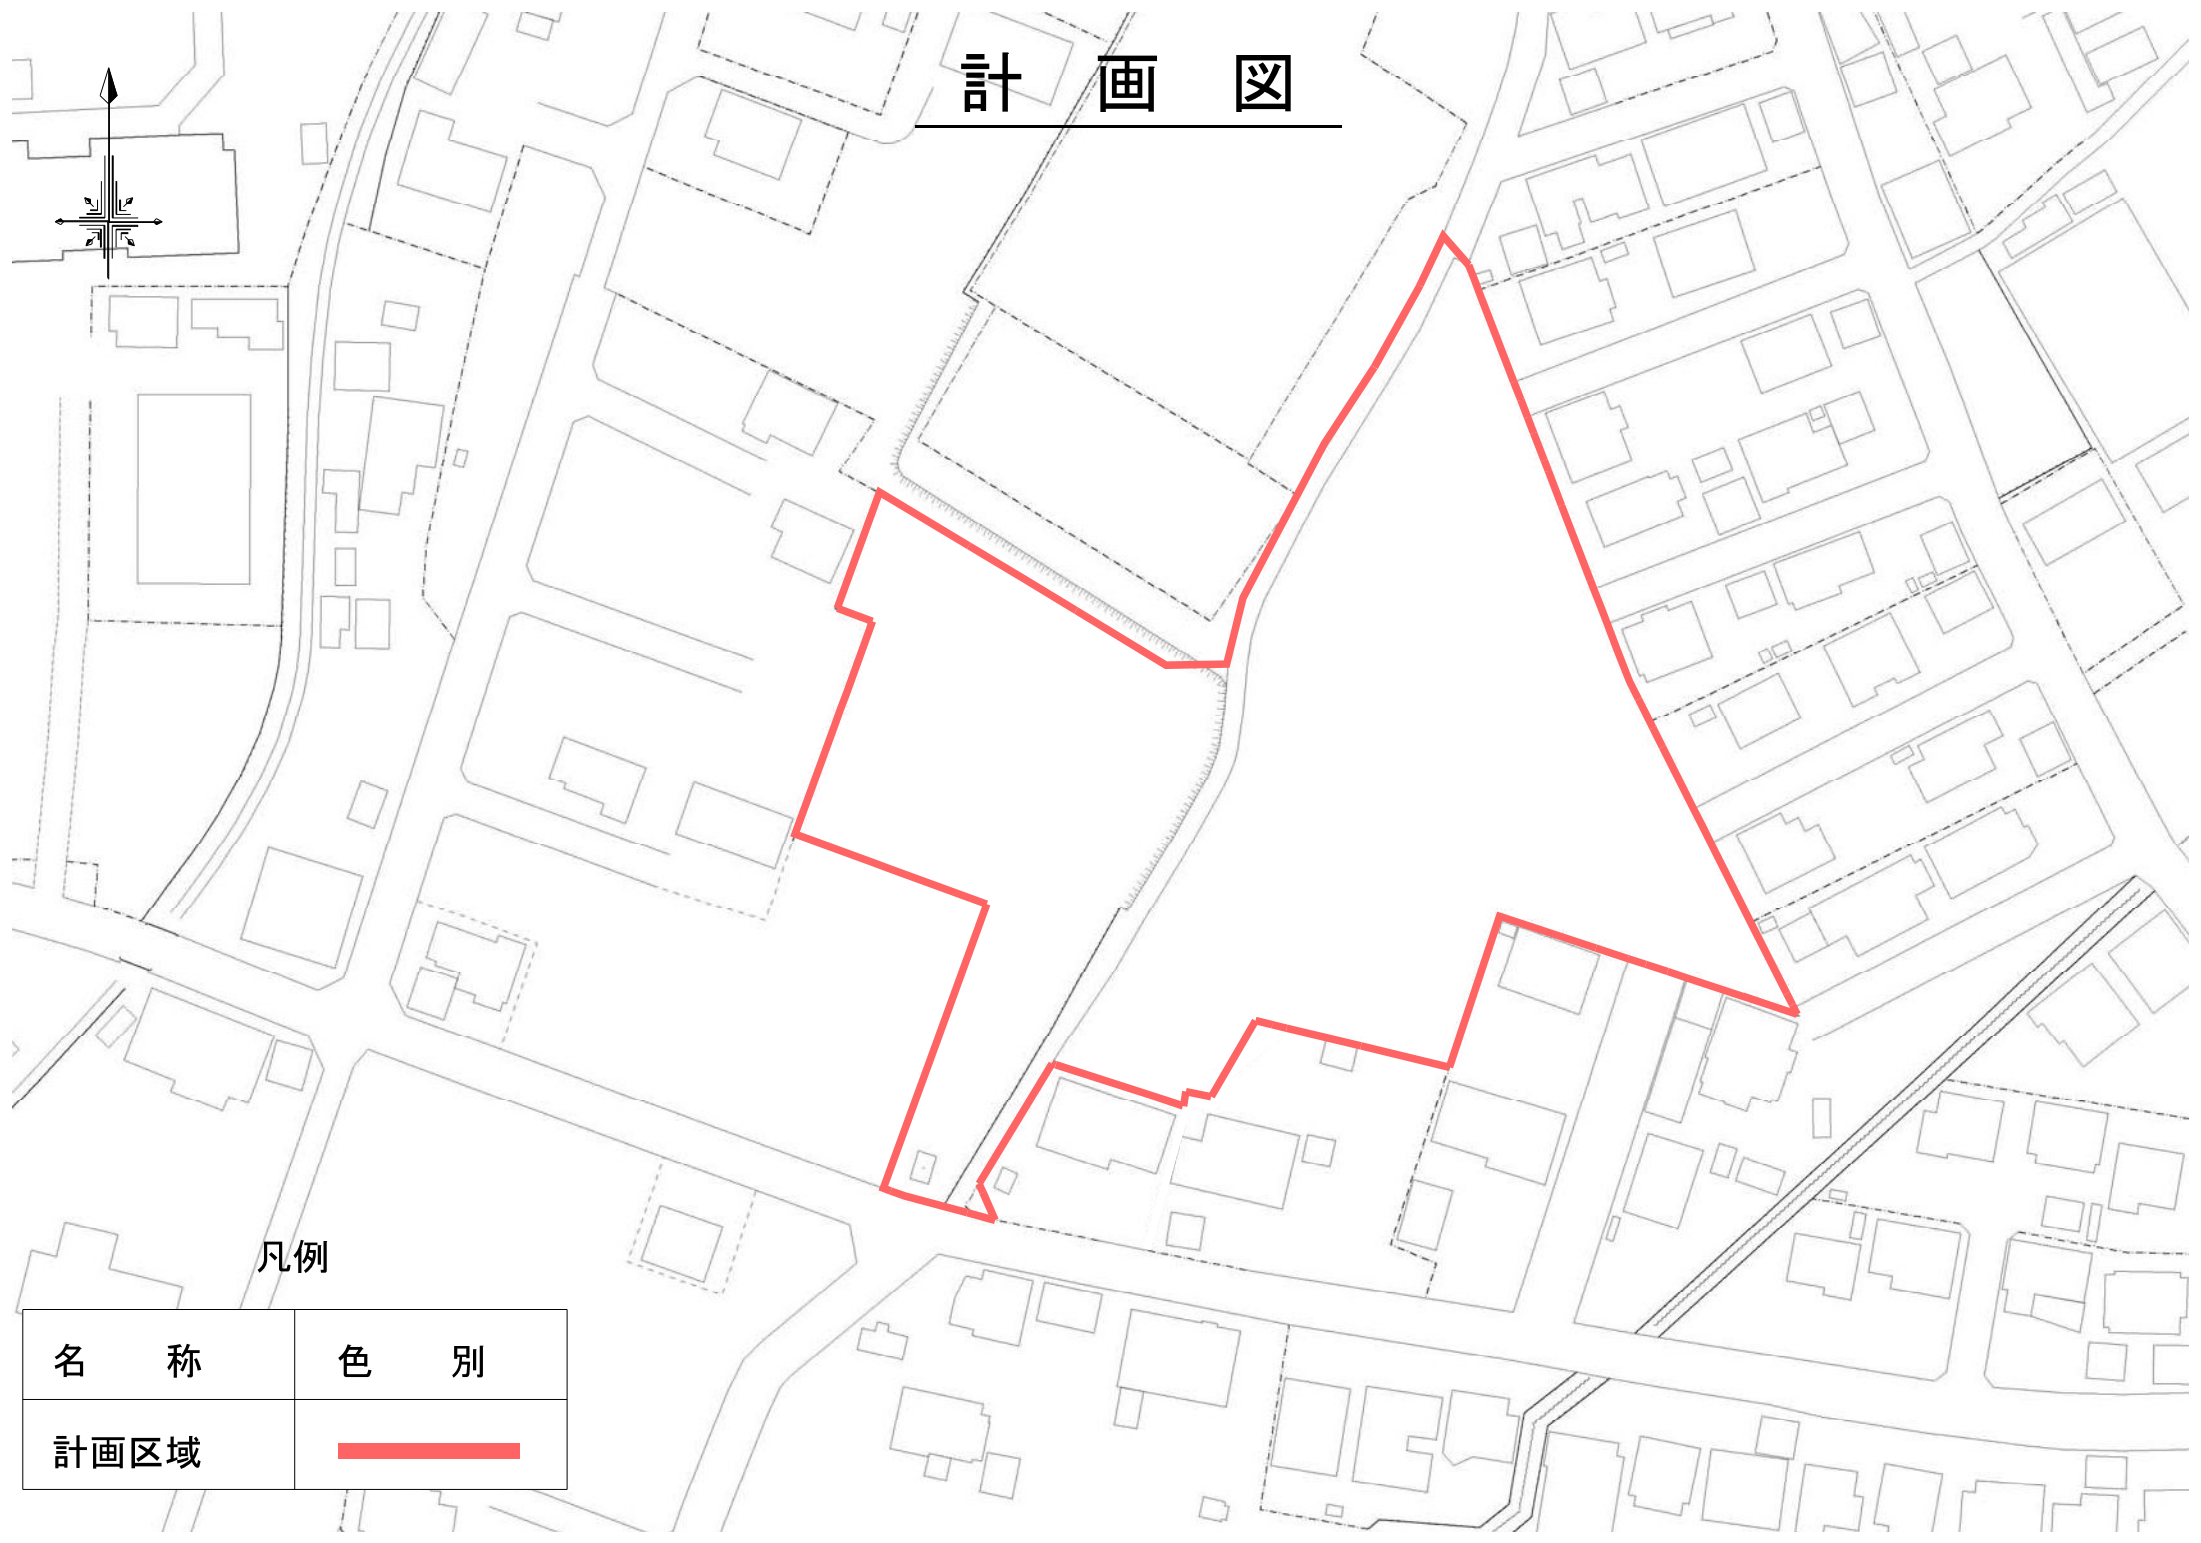 計画図
凡例
名称 色別
計画区域